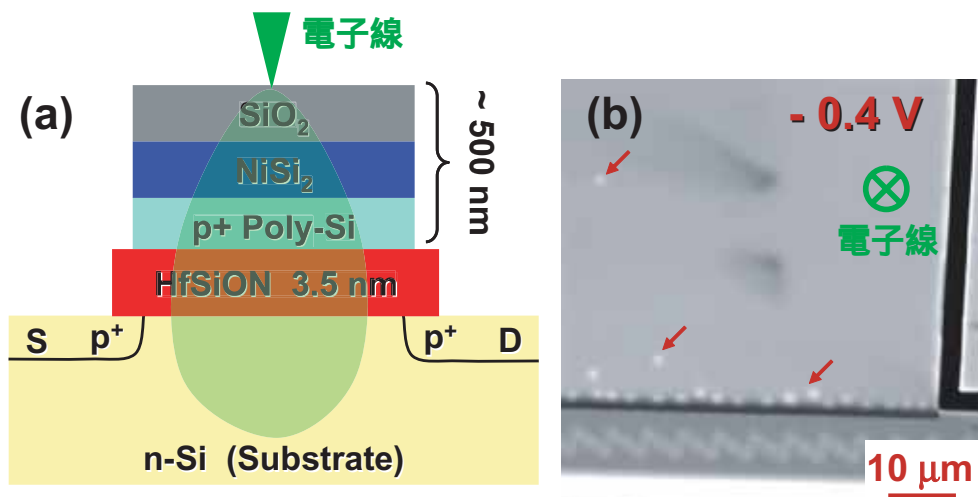 電子線
(a)
SiO₂
NiSi₂
p+ Poly-Si
~ 500 nm
HfSiON 3.5 nm
S p⁺
p⁺ D
n-Si (Substrate)
(b)
- 0.4 V
電子線
10 μm